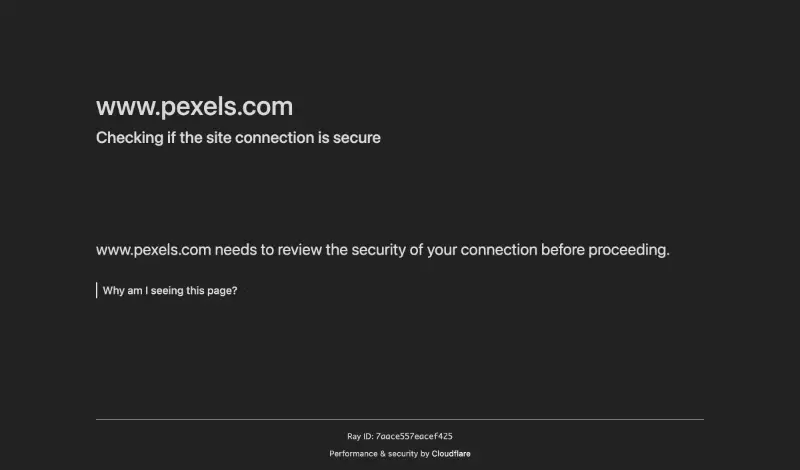 www.pexels.com
Checking if the site connection is secure
www.pexels.com needs to review the security of your connection before proceeding.
Why am I seeing this page?
Ray ID: 7aace557eacef425
Performance & security by Cloudflare